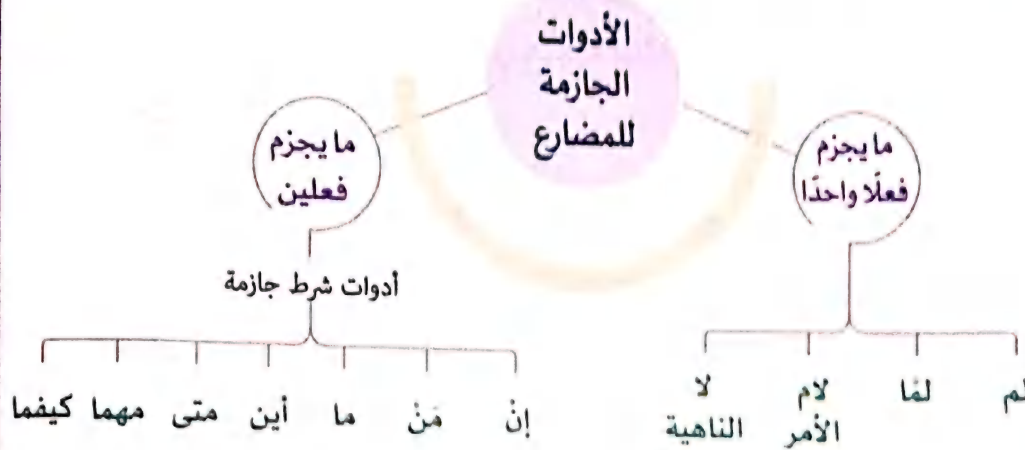 الأدوات
الجازمة
للمضارع
ما يجزم
فعلًا واحدًا
لم لمّا لام الأمر لا الناهية
ما يجزم
فعلين
أدوات شرط جازمة
إنْ مَنْ ما أين متى مهما كيفما